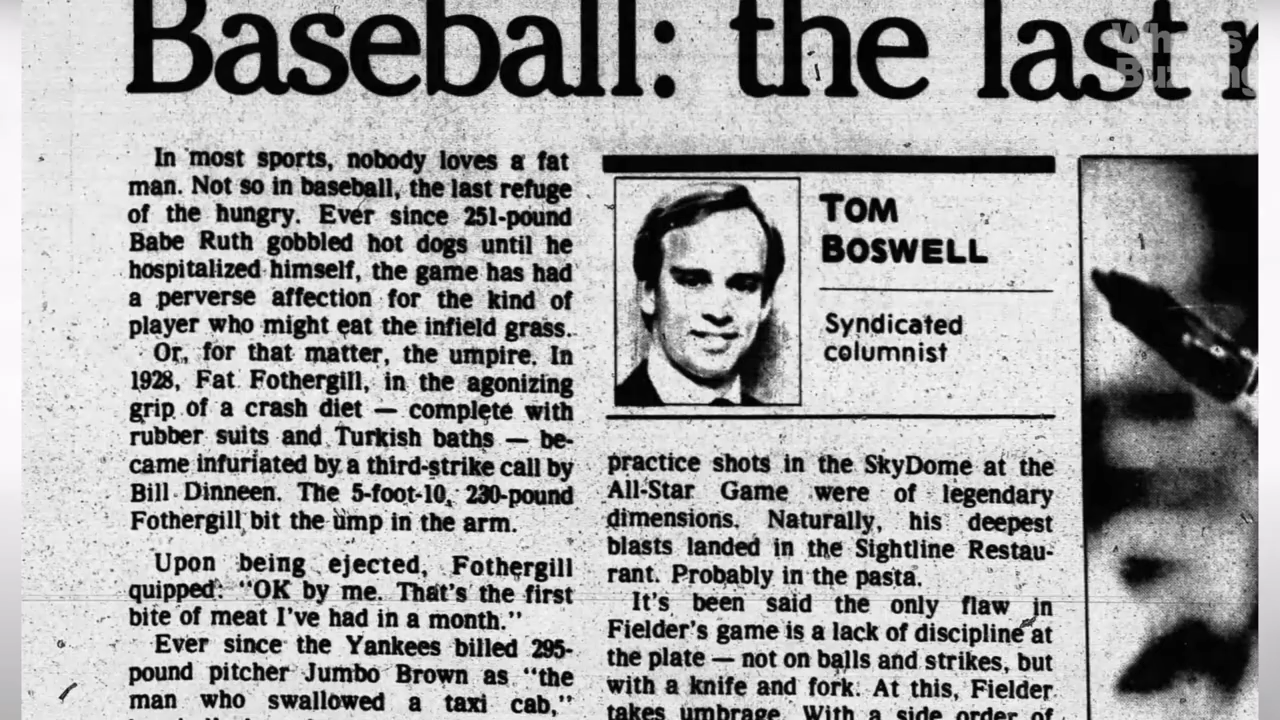 Baseball: the last
In most sports, nobody loves a fat
man. Not so in baseball, the last refuge
of the hungry. Ever since 251-pound
Babe Ruth gobbled hot dogs until he
hospitalized himself, the game has had
a perverse affection for the kind of
player who might eat the infield grass.
Or, for that matter, the umpire. In
1928, Fat Fothergill, in the agonizing
grip of a crash diet — complete with
rubber suits and Turkish baths — be-
came infuriated by a third-strike call by
Bill Dinneen. The 5-foot-10, 230-pound
Fothergill bit the ump in the arm.
Upon being ejected, Fothergill
quipped: "OK by me. That's the first
bite of meat I've had in a month."
Ever since the Yankees billed 295-
pound pitcher Jumbo Brown as "the
man who swallowed a taxi cab,"
TOM
BOSWELL
Syndicated
columnist
practice shots in the SkyDome at the
All-Star Game were of legendary
dimensions. Naturally, his deepest
blasts landed in the Sightline Restau-
rant. Probably in the pasta.
It's been said the only flaw in
Fielder's game is a lack of discipline at
the plate — not on balls and strikes, but
with a knife and fork. At this, Fielder
takes umbrage. With a side order of